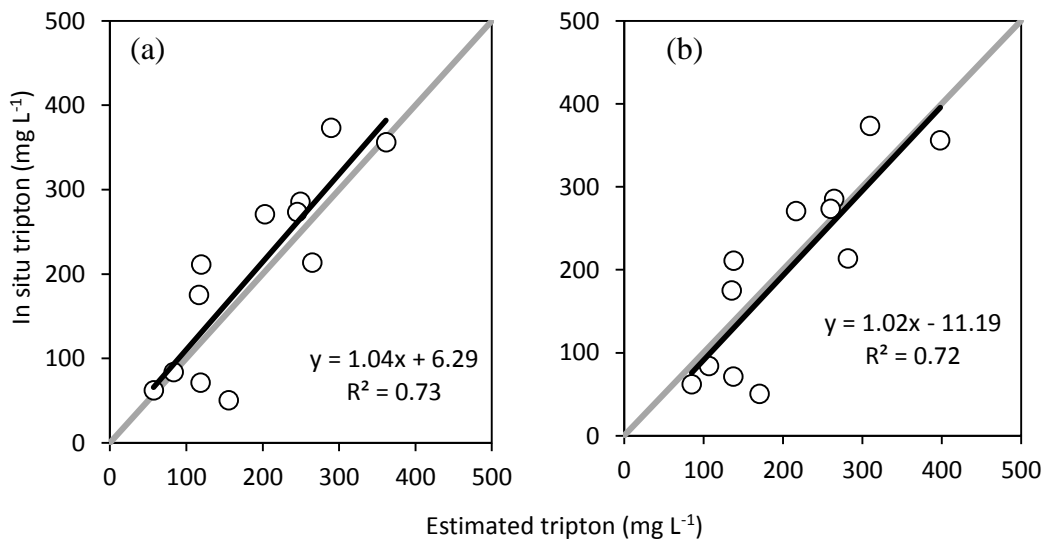 (a)
500
400
300
200
100
0
0 100 200 300 400 500
y = 1.04x + 6.29
R² = 0.73
In situ tripton (mg L⁻¹)
(b)
500
400
300
200
100
0
0 100 200 300 400 500
y = 1.02x - 11.19
R² = 0.72
Estimated tripton (mg L⁻¹)